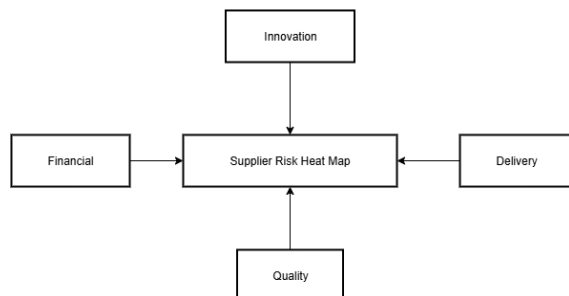 Innovation
Financial
Supplier Risk Heat Map
Delivery
Quality